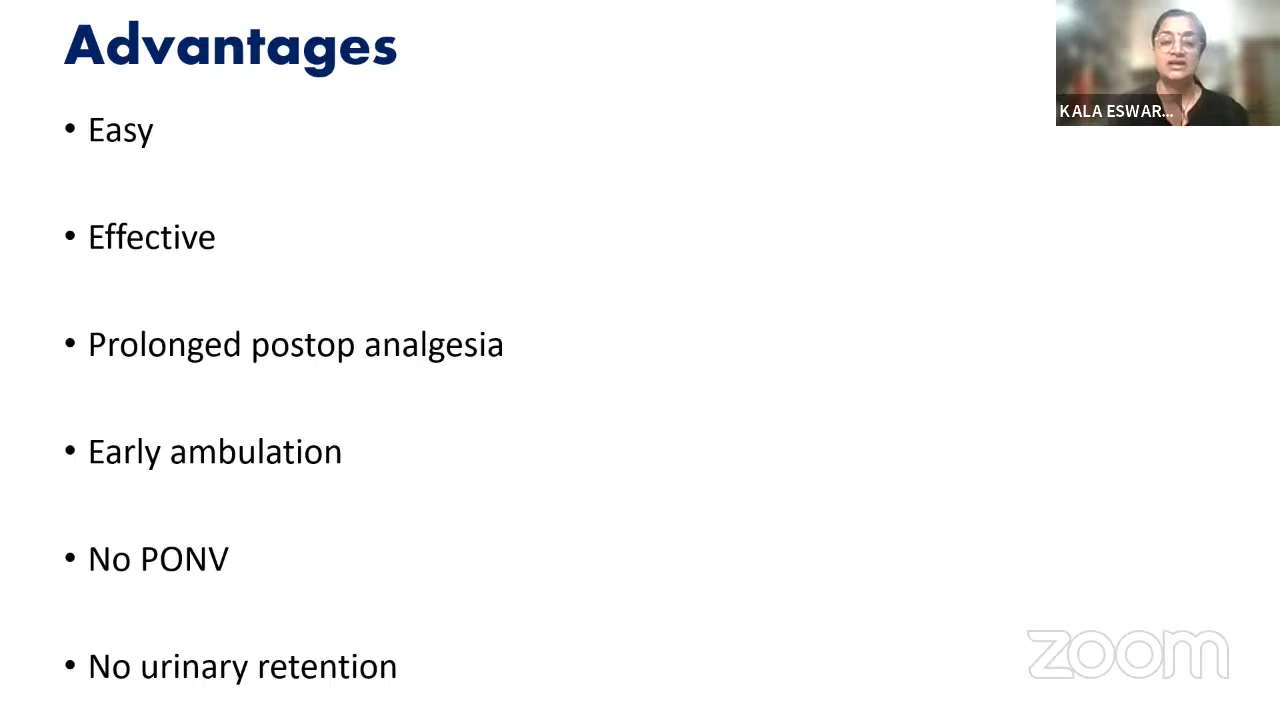 Advantages
KALA ESWAR...
• Easy
• Effective
• Prolonged postop analgesia
• Early ambulation
• No PONV
• No urinary retention
zoom